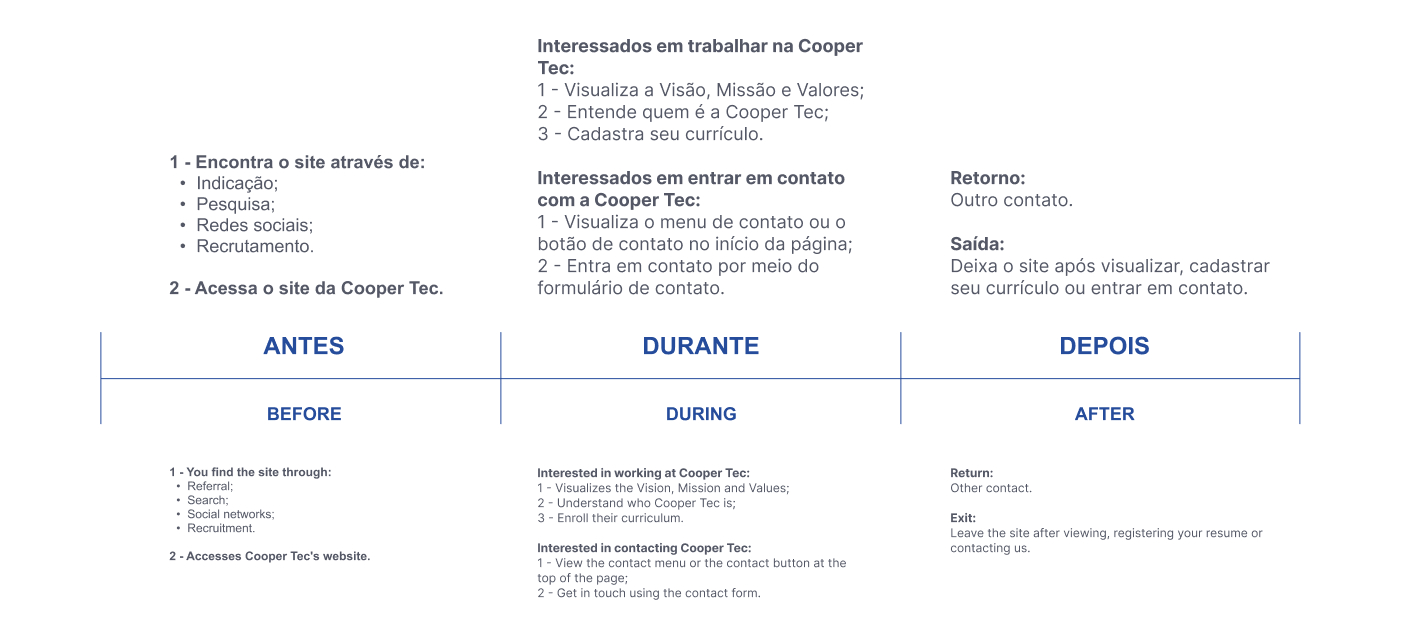 Interessados em trabalhar na Cooper
Tec:
1 - Visualiza a Visão, Missão e Valores;
2 - Entende quem é a Cooper Tec;
3 - Cadastra seu currículo.
1 - Encontra o site através de:
• Indicação;
• Pesquisa;
• Redes sociais;
• Recrutamento.
2 - Acessa o site da Cooper Tec.
Interessados em entrar em contato
com a Cooper Tec:
1 - Visualiza o menu de contato ou o
botão de contato no início da página;
2 - Entra em contato por meio do
formulário de contato.
Retorno:
Outro contato.
Saída:
Deixa o site após visualizar, cadastrar
seu currículo ou entrar em contato.
ANTES
DURANTE
DEPOIS
BEFORE
DURING
AFTER
1 - You find the site through:
• Referral;
• Search;
• Social networks;
• Recruitment.
2 - Accesses Cooper Tec's website.
Interested in working at Cooper Tec:
1 - Visualizes the Vision, Mission and Values;
2 - Understand who Cooper Tec is;
3 - Enroll their curriculum.
Interested in contacting Cooper Tec:
1 - View the contact menu or the contact button at the
top of the page;
2 - Get in touch using the contact form.
Return:
Other contact.
Exit:
Leave the site after viewing, registering your resume or
contacting us.